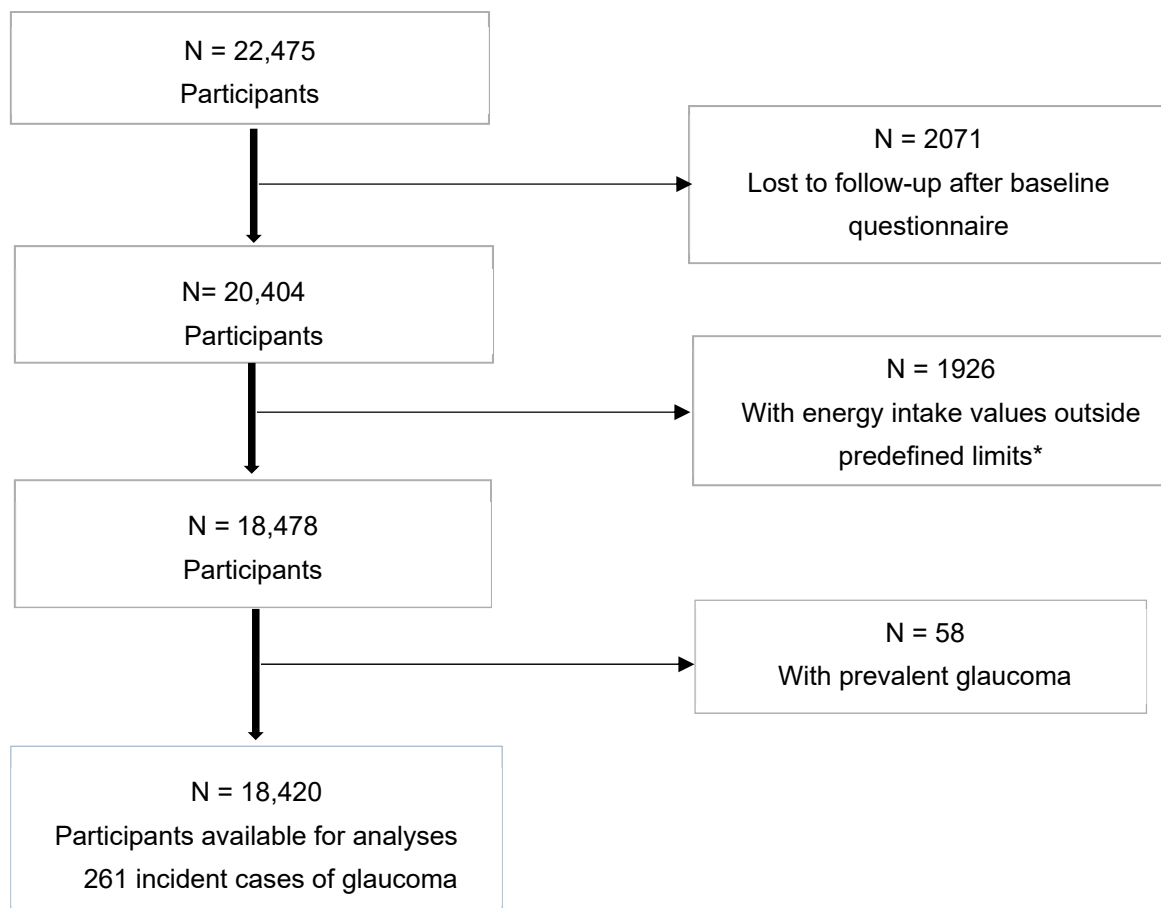 N = 22,475
Participants
N = 2071
Lost to follow-up after baseline
questionnaire
N= 20,404
Participants
N = 1926
With energy intake values outside
predefined limits*
N = 18,478
Participants
N = 58
With prevalent glaucoma
N = 18,420
Participants available for analyses
261 incident cases of glaucoma